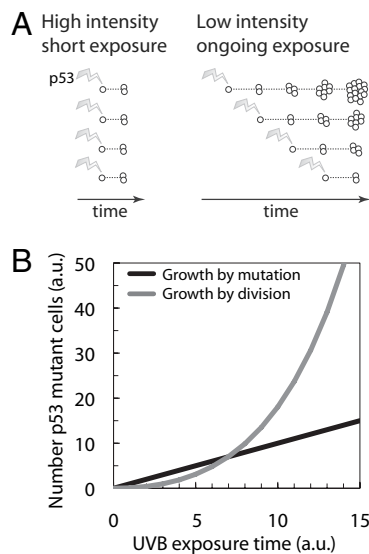 A
High intensity
short exposure
Low intensity
ongoing exposure
p53
time
time
B
Number p53 mutant cells (a.u.)
50
40
30
20
10
0
Growth by mutation
Growth by division
0
5
10
15
UVB exposure time (a.u.)